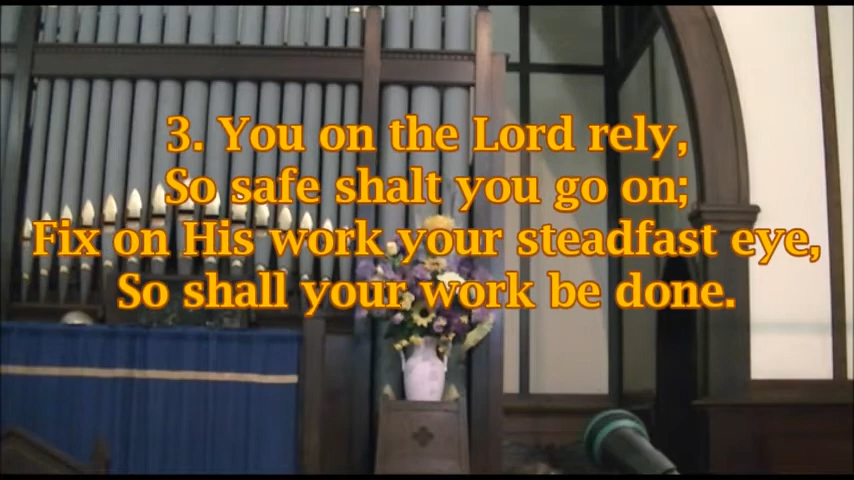 3. You on the Lord rely,
So safe shalt you go on;
Fix on His work your steadfast eye,
So shall your work be done.